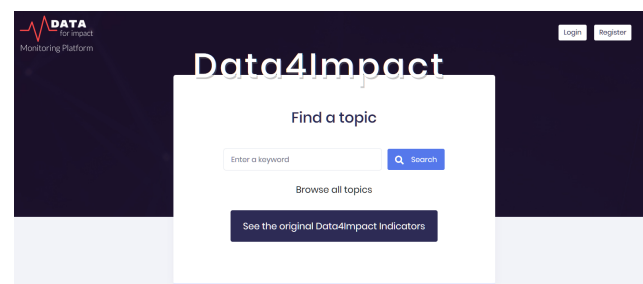 DATA
for impact
Monitoring Platform
Login
Register
Data4Impact
Find a topic
Enter a keyword
Search
Browse all topics
See the original Data4Impact Indicators